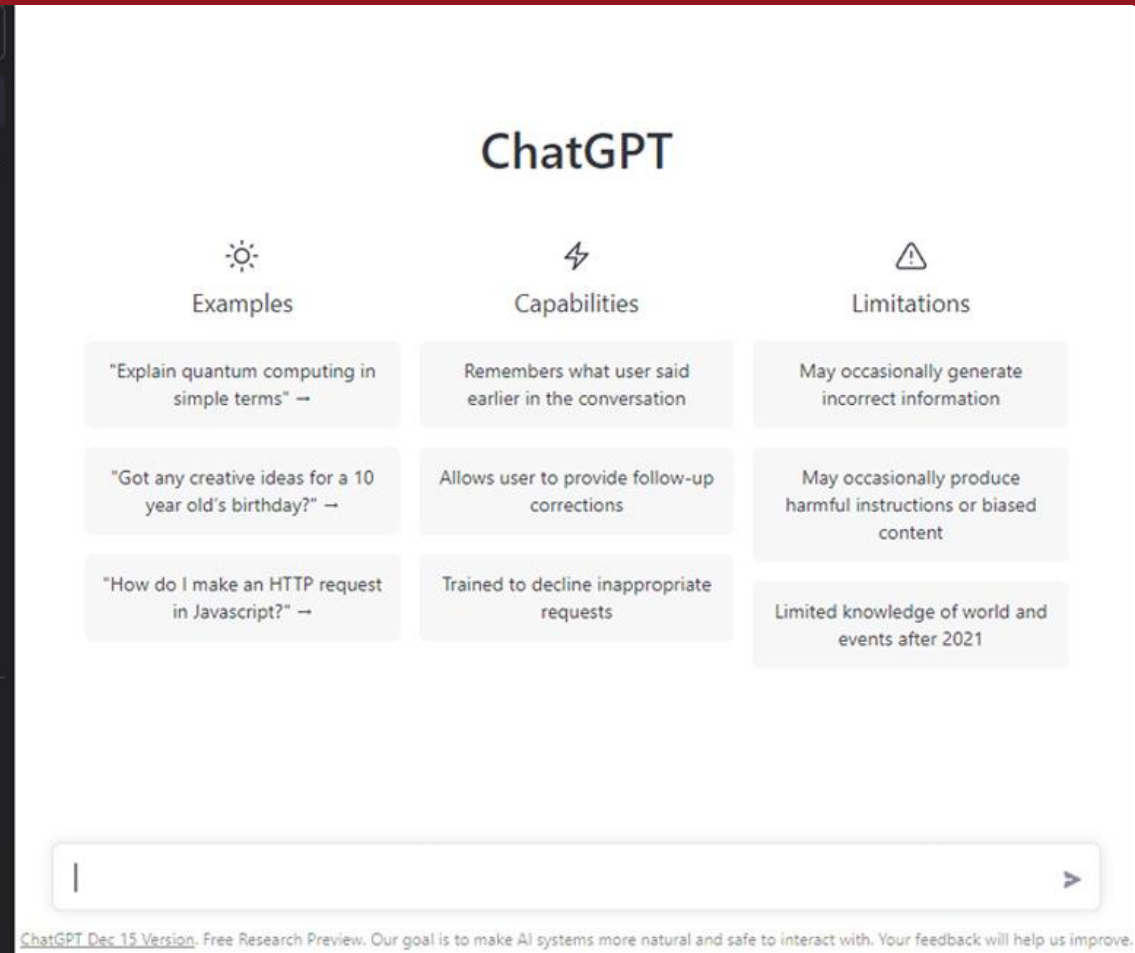 ChatGPT
Examples
"Explain quantum computing in
simple terms" →
"Got any creative ideas for a 10
year old's birthday?" →
"How do I make an HTTP request
in Javascript?" →
Capabilities
Remembers what user said
earlier in the conversation
Allows user to provide follow-up
corrections
Trained to decline inappropriate
requests
Limitations
May occasionally generate
incorrect information
May occasionally produce
harmful instructions or biased
content
Limited knowledge of world and
events after 2021
ChatGPT Dec 15 Version. Free Research Preview. Our goal is to make AI systems more natural and safe to interact with. Your feedback will help us improve.